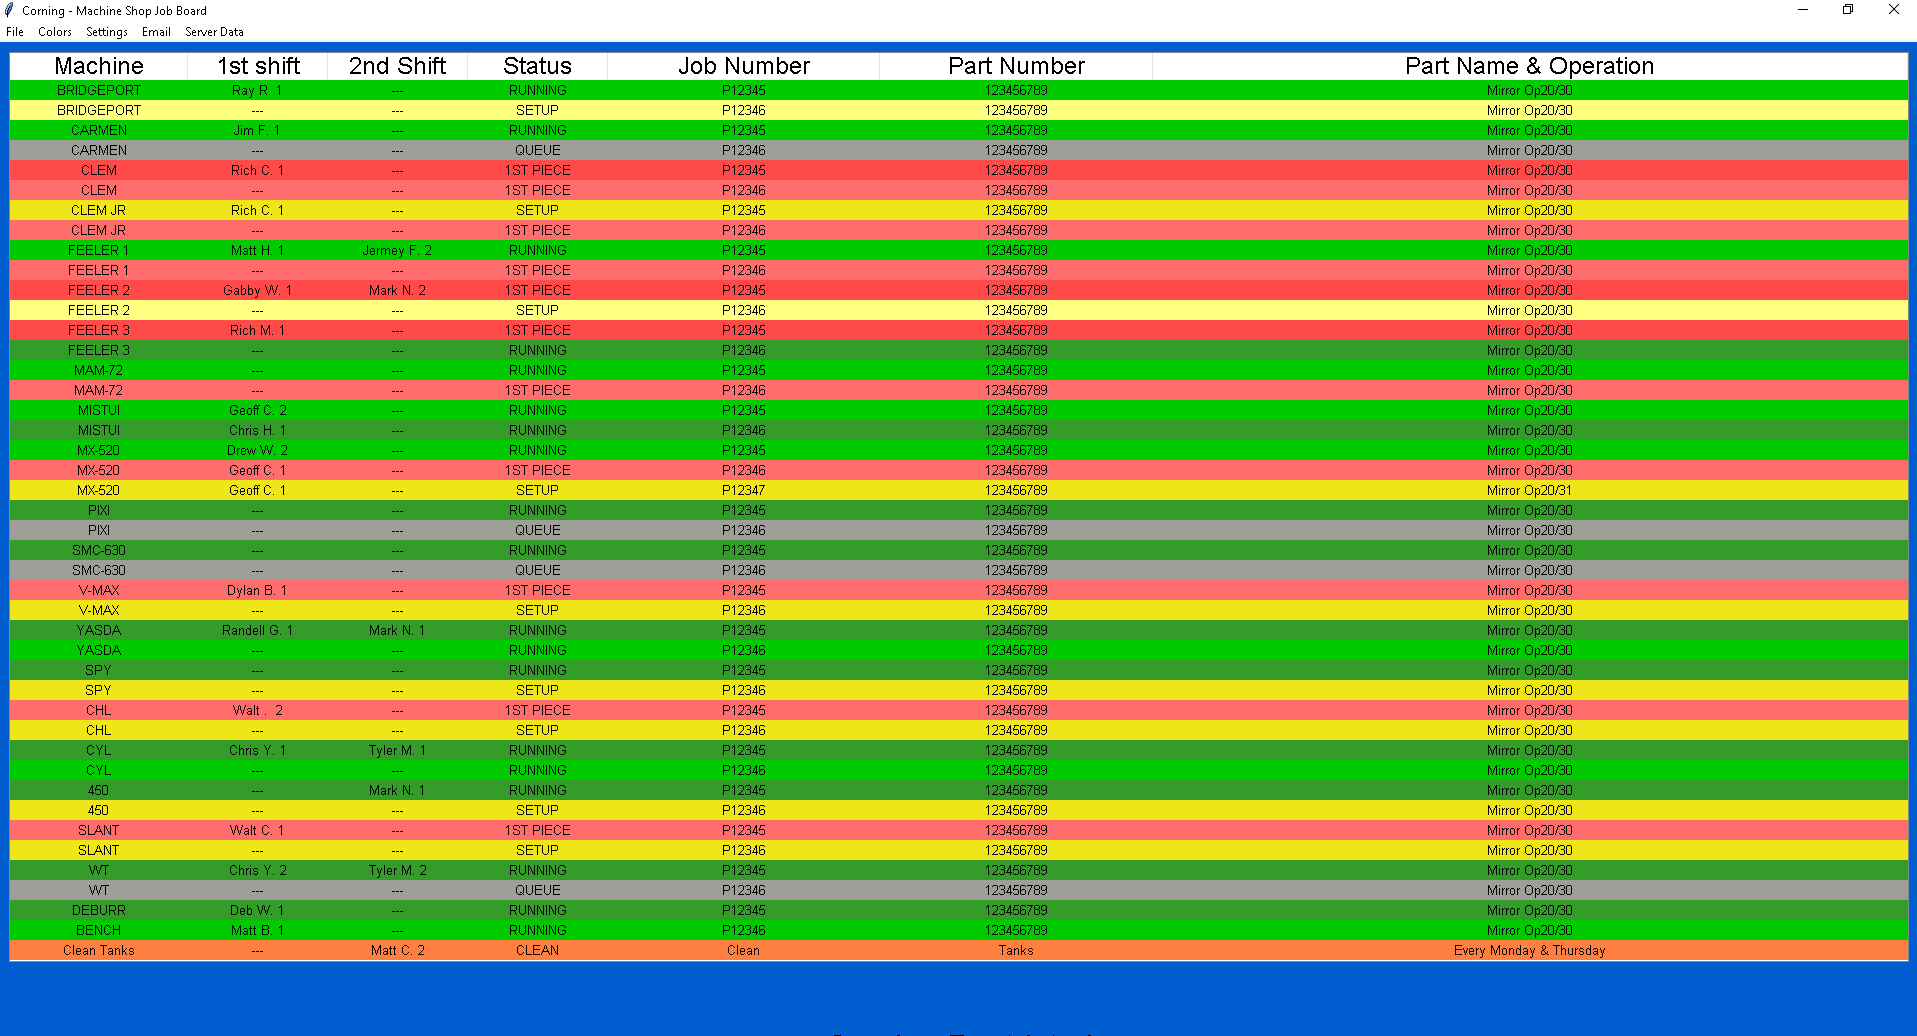 Corning - Machine Shop Job Board
File Colors Settings Email Server Data
Machine 1st shift 2nd Shift Status Job Number Part Number Part Name & Operation
BRIDGEPORT Ray R. 1 --- RUNNING P12345 123456789 Mirror Op20/30
BRIDGEPORT --- --- SETUP P12346 123456789 Mirror Op20/30
CARMEN Jim F. 1 --- RUNNING P12345 123456789 Mirror Op20/30
CARMEN --- --- QUEUE P12346 123456789 Mirror Op20/30
CLEM Rich C. 1 --- 1ST PIECE P12345 123456789 Mirror Op20/30
CLEM --- --- 1ST PIECE P12346 123456789 Mirror Op20/30
CLEM JR Rich C. 1 --- SETUP P12345 123456789 Mirror Op20/30
CLEM JR --- --- 1ST PIECE P12346 123456789 Mirror Op20/30
FEELER 1 Matt H. 1 Jermey F. 2 RUNNING P12345 123456789 Mirror Op20/30
FEELER 1 --- --- 1ST PIECE P12346 123456789 Mirror Op20/30
FEELER 2 Gabby W. 1 Mark N. 2 1ST PIECE P12345 123456789 Mirror Op20/30
FEELER 2 --- --- SETUP P12346 123456789 Mirror Op20/30
FEELER 3 Rich M. 1 --- 1ST PIECE P12345 123456789 Mirror Op20/30
FEELER 3 --- --- RUNNING P12346 123456789 Mirror Op20/30
MAM-72 --- --- RUNNING P12345 123456789 Mirror Op20/30
MAM-72 --- --- 1ST PIECE P12346 123456789 Mirror Op20/30
MISTUI Geoff C. 2 --- RUNNING P12345 123456789 Mirror Op20/30
MISTUI Chris H. 1 --- RUNNING P12346 123456789 Mirror Op20/30
MX-520 Drew W. 2 --- RUNNING P12345 123456789 Mirror Op20/30
MX-520 Geoff C. 1 --- 1ST PIECE P12346 123456789 Mirror Op20/30
MX-520 Geoff C. 1 --- SETUP P12347 123456789 Mirror Op20/31
PIXI --- --- RUNNING P12345 123456789 Mirror Op20/30
PIXI --- --- QUEUE P12346 123456789 Mirror Op20/30
SMC-630 --- --- RUNNING P12345 123456789 Mirror Op20/30
SMC-630 --- --- QUEUE P12346 123456789 Mirror Op20/30
V-MAX Dylan B. 1 --- 1ST PIECE P12345 123456789 Mirror Op20/30
V-MAX --- --- SETUP P12346 123456789 Mirror Op20/30
YASDA Randell G. 1 Mark N. 1 RUNNING P12345 123456789 Mirror Op20/30
YASDA --- --- RUNNING P12346 123456789 Mirror Op20/30
SPY --- --- RUNNING P12345 123456789 Mirror Op20/30
SPY --- --- SETUP P12346 123456789 Mirror Op20/30
CHL Walt . 2 --- 1ST PIECE P12345 123456789 Mirror Op20/30
CHL --- --- SETUP P12346 123456789 Mirror Op20/30
CYL Chris Y. 1 Tyler M. 1 RUNNING P12345 123456789 Mirror Op20/30
CYL --- --- RUNNING P12346 123456789 Mirror Op20/30
450 --- Mark N. 1 RUNNING P12345 123456789 Mirror Op20/30
450 --- --- SETUP P12346 123456789 Mirror Op20/30
SLANT Walt C. 1 --- 1ST PIECE P12345 123456789 Mirror Op20/30
SLANT --- --- SETUP P12346 123456789 Mirror Op20/30
WT Chris Y. 2 Tyler M. 2 RUNNING P12345 123456789 Mirror Op20/30
WT --- --- QUEUE P12346 123456789 Mirror Op20/30
DEBURR Deb W. 1 --- RUNNING P12345 123456789 Mirror Op20/30
BENCH Matt B. 1 --- RUNNING P12345 123456789 Mirror Op20/30
Clean Tanks --- Matt C. 2 CLEAN Clean Tanks Every Monday & Thursday